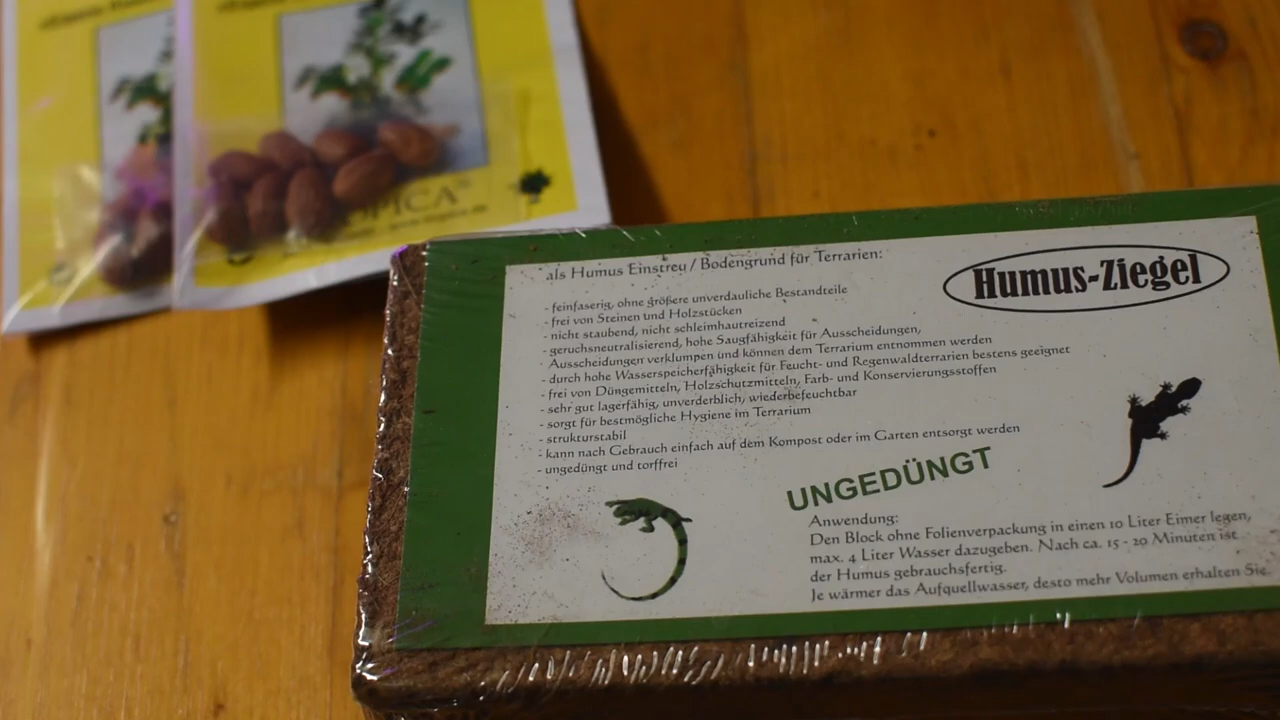 OPICA
als Humus Einstreu / Bodengrund für Terrarien:
Humus-Ziegel
- feinfaserig, ohne größere unverdauliche Bestandteile
- frei von Steinen und Holzstücken
- nicht staubend, nicht schleimhautreizend
- geruchsneutralisierend, hohe Saugfähigkeit für Ausscheidungen,
Ausscheidungen verklumpen und können dem Terrarium entnommen werden
- durch hohe Wasserspeicherfähigkeit für Feucht- und Regenwaldterrarien bestens geeignet
- frei von Düngemitteln, Holzschutzmitteln, Farb- und Konservierungsstoffen
- sehr gut lagerfähig, unverderblich, wiederbefeuchtbar
- sorgt für bestmögliche Hygiene im Terrarium
- strukturstabil
- kann nach Gebrauch einfach auf dem Kompost oder im Garten entsorgt werden
- ungedüngt und torffrei
UNGEDÜNGT
Anwendung:
Den Block ohne Folienverpackung in einen 10 Liter Eimer legen,
max. 4 Liter Wasser dazugeben. Nach ca. 15 - 20 Minuten ist
der Humus gebrauchsfertig.
Je wärmer das Aufquellwasser, desto mehr Volumen erhalten Sie.